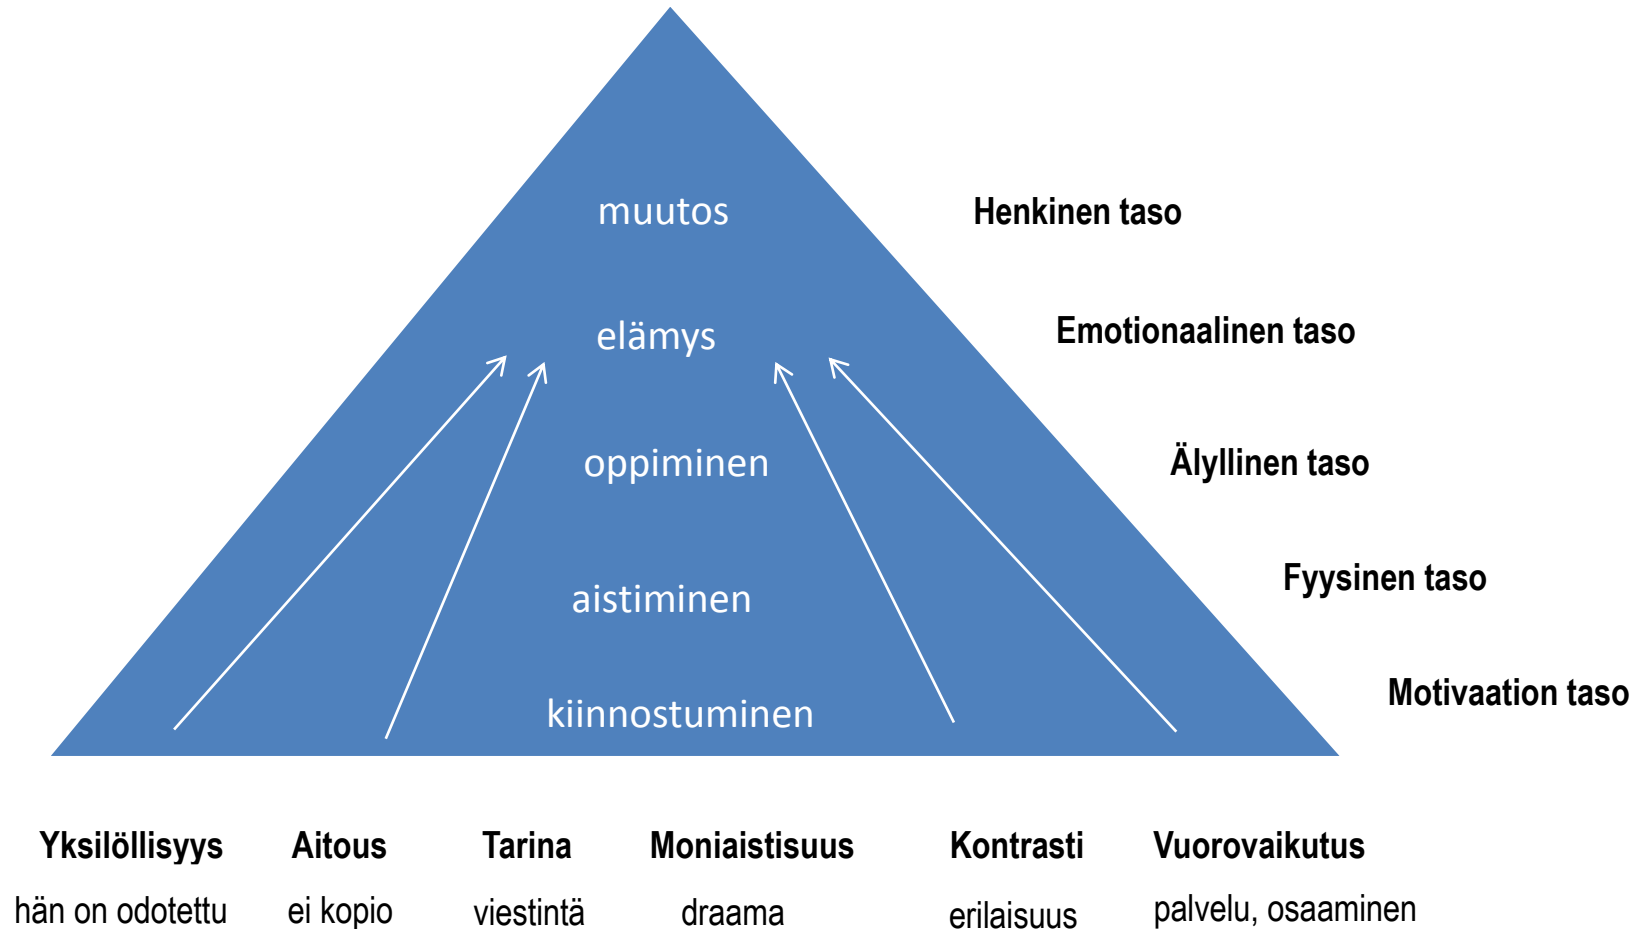 muutos
Henkinen taso
elämys
Emotionaalinen taso
oppiminen
Älyllinen taso
aistiminen
Fyysinen taso
kiinnostuminen
Motivaation taso
Yksilöllisyys Aitous Tarina Moniaistisuus Kontrasti Vuorovaikutus
hän on odotettu ei kopio viestintä draama erilaisuus palvelu, osaaminen